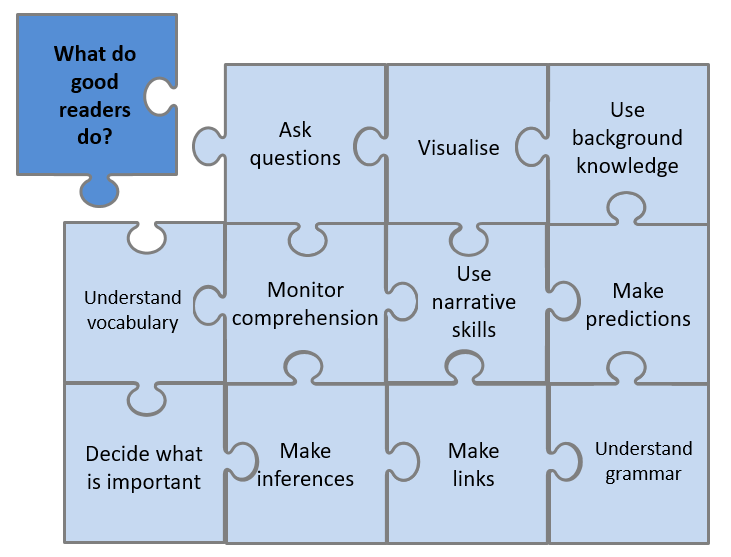 What do
good
readers
do?
Ask
questions
Visualise
Use
background
knowledge
Understand
vocabulary
Monitor
comprehension
Use
narrative
skills
Make
predictions
Decide what
is important
Make
inferences
Make
links
Understand
grammar